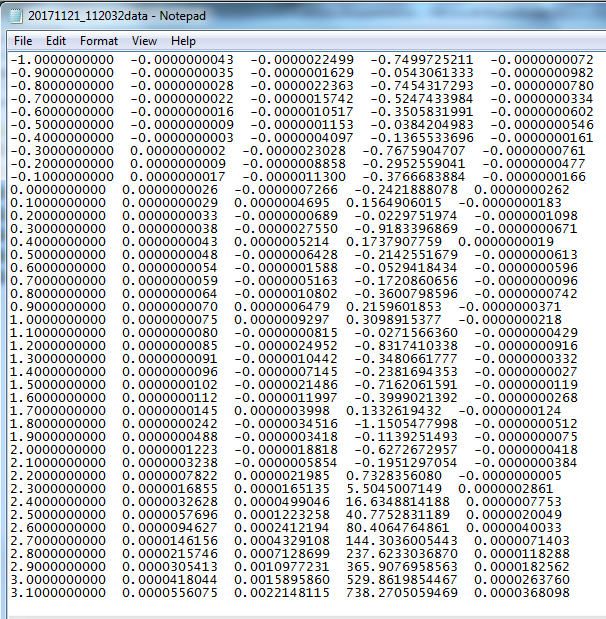 20171121_112032data - Notepad
File Edit Format View Help
-1.0000000000 -0.0000000043 -0.0000022499 -0.7499725211 -0.0000000072
-0.9000000000 -0.0000000035 -0.0000001629 -0.0543061333 -0.0000000982
-0.8000000000 -0.0000000028 -0.0000022363 -0.7454317293 -0.0000000780
-0.7000000000 -0.0000000022 -0.0000015742 -0.5247433984 -0.0000000334
-0.6000000000 -0.0000000016 -0.0000010517 -0.3505831991 -0.0000000602
-0.5000000000 -0.0000000009 -0.0000001153 -0.0384204983 -0.0000000546
-0.4000000000 -0.0000000003 -0.0000004097 -0.1365533696 -0.0000000161
-0.3000000000 0.0000000002 -0.0000023028 -0.7675904707 -0.0000000761
-0.2000000000 0.0000000009 -0.0000008858 -0.2952559041 -0.0000000477
-0.1000000000 0.0000000017 -0.0000011300 -0.3766683884 -0.0000000166
0.0000000000 0.0000000026 -0.0000007266 -0.2421888078 0.0000000262
0.1000000000 0.0000000029 0.0000004695 0.1564906015 -0.0000000183
0.2000000000 0.0000000033 -0.0000000689 -0.0229751974 -0.0000001098
0.3000000000 0.0000000038 -0.0000027550 -0.9183396869 -0.0000000671
0.4000000000 0.0000000043 0.0000005214 0.1737907759 0.0000000019
0.5000000000 0.0000000048 -0.0000006428 -0.2142551679 -0.0000000613
0.6000000000 0.0000000054 -0.0000001588 -0.0529418434 -0.0000000596
0.7000000000 0.0000000059 -0.0000005163 -0.1720860656 -0.0000000096
0.8000000000 0.0000000064 -0.0000010802 -0.3600798596 -0.0000000742
0.9000000000 0.0000000070 0.0000006479 0.2159601853 -0.0000000371
1.0000000000 0.0000000075 0.0000009297 0.3098915377 -0.0000000218
1.1000000000 0.0000000080 -0.0000000815 -0.0271566360 -0.0000000429
1.2000000000 0.0000000085 -0.0000024952 -0.8317410338 -0.0000000916
1.3000000000 0.0000000091 -0.0000010442 -0.3480661777 -0.0000000332
1.4000000000 0.0000000096 -0.0000007145 -0.2381694353 -0.0000000027
1.5000000000 0.0000000102 -0.0000021486 -0.7162061591 -0.0000000119
1.6000000000 0.0000000112 -0.0000011997 -0.3999021392 -0.0000000268
1.7000000000 0.0000000145 0.0000003998 0.1332619432 -0.0000000124
1.8000000000 0.0000000242 -0.0000034516 -1.1505477998 -0.0000000512
1.9000000000 0.0000000488 -0.0000003418 -0.1139251493 -0.0000000075
2.0000000000 0.0000001223 -0.0000018818 -0.6272672957 -0.0000000418
2.1000000000 0.0000003238 -0.0000005854 -0.1951297054 -0.0000000384
2.2000000000 0.0000007822 0.0000021985 0.7328356080 -0.0000000005
2.3000000000 0.0000016855 0.0000165135 5.5045007149 0.0000002861
2.4000000000 0.0000032628 0.0000499046 16.6348814188 0.0000007753
2.5000000000 0.0000057696 0.0001223258 40.7752831189 0.0000020049
2.6000000000 0.0000094627 0.0002412194 80.4064764861 0.0000040033
2.7000000000 0.0000146156 0.0004329108 144.3036005443 0.0000071403
2.8000000000 0.0000215746 0.0007128699 237.6233036870 0.0000118288
2.9000000000 0.0000305413 0.0010977231 365.9076958563 0.0000182562
3.0000000000 0.0000418044 0.0015895860 529.8619854467 0.0000263760
3.1000000000 0.0000556075 0.0022148115 738.2705059469 0.0000368098